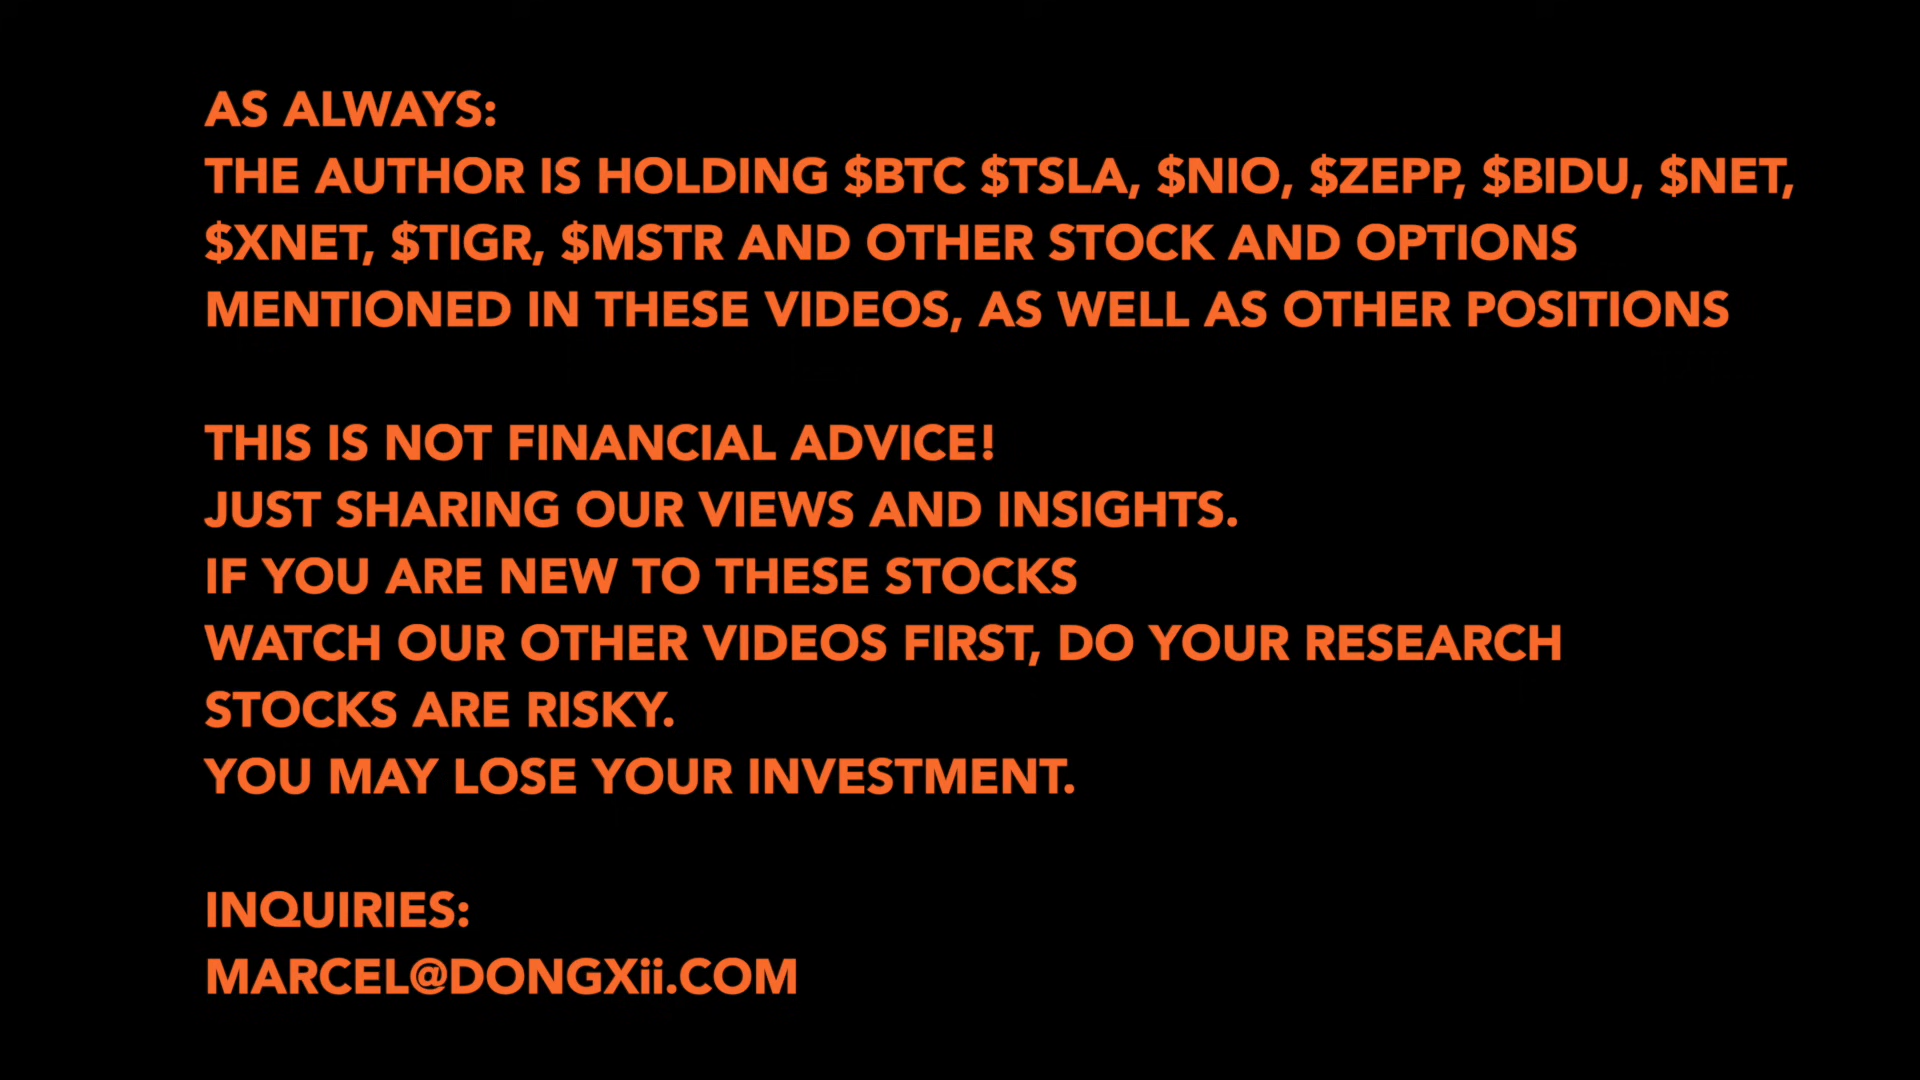 AS ALWAYS:
THE AUTHOR IS HOLDING $BTC $TSLA, $NIO, $ZEPP, $BIDU, $NET,
$XNET, $TIGR, $MSTR AND OTHER STOCK AND OPTIONS
MENTIONED IN THESE VIDEOS, AS WELL AS OTHER POSITIONS
THIS IS NOT FINANCIAL ADVICE!
JUST SHARING OUR VIEWS AND INSIGHTS.
IF YOU ARE NEW TO THESE STOCKS
WATCH OUR OTHER VIDEOS FIRST, DO YOUR RESEARCH
STOCKS ARE RISKY.
YOU MAY LOSE YOUR INVESTMENT.
INQUIRIES:
MARCEL@DONGXii.COM